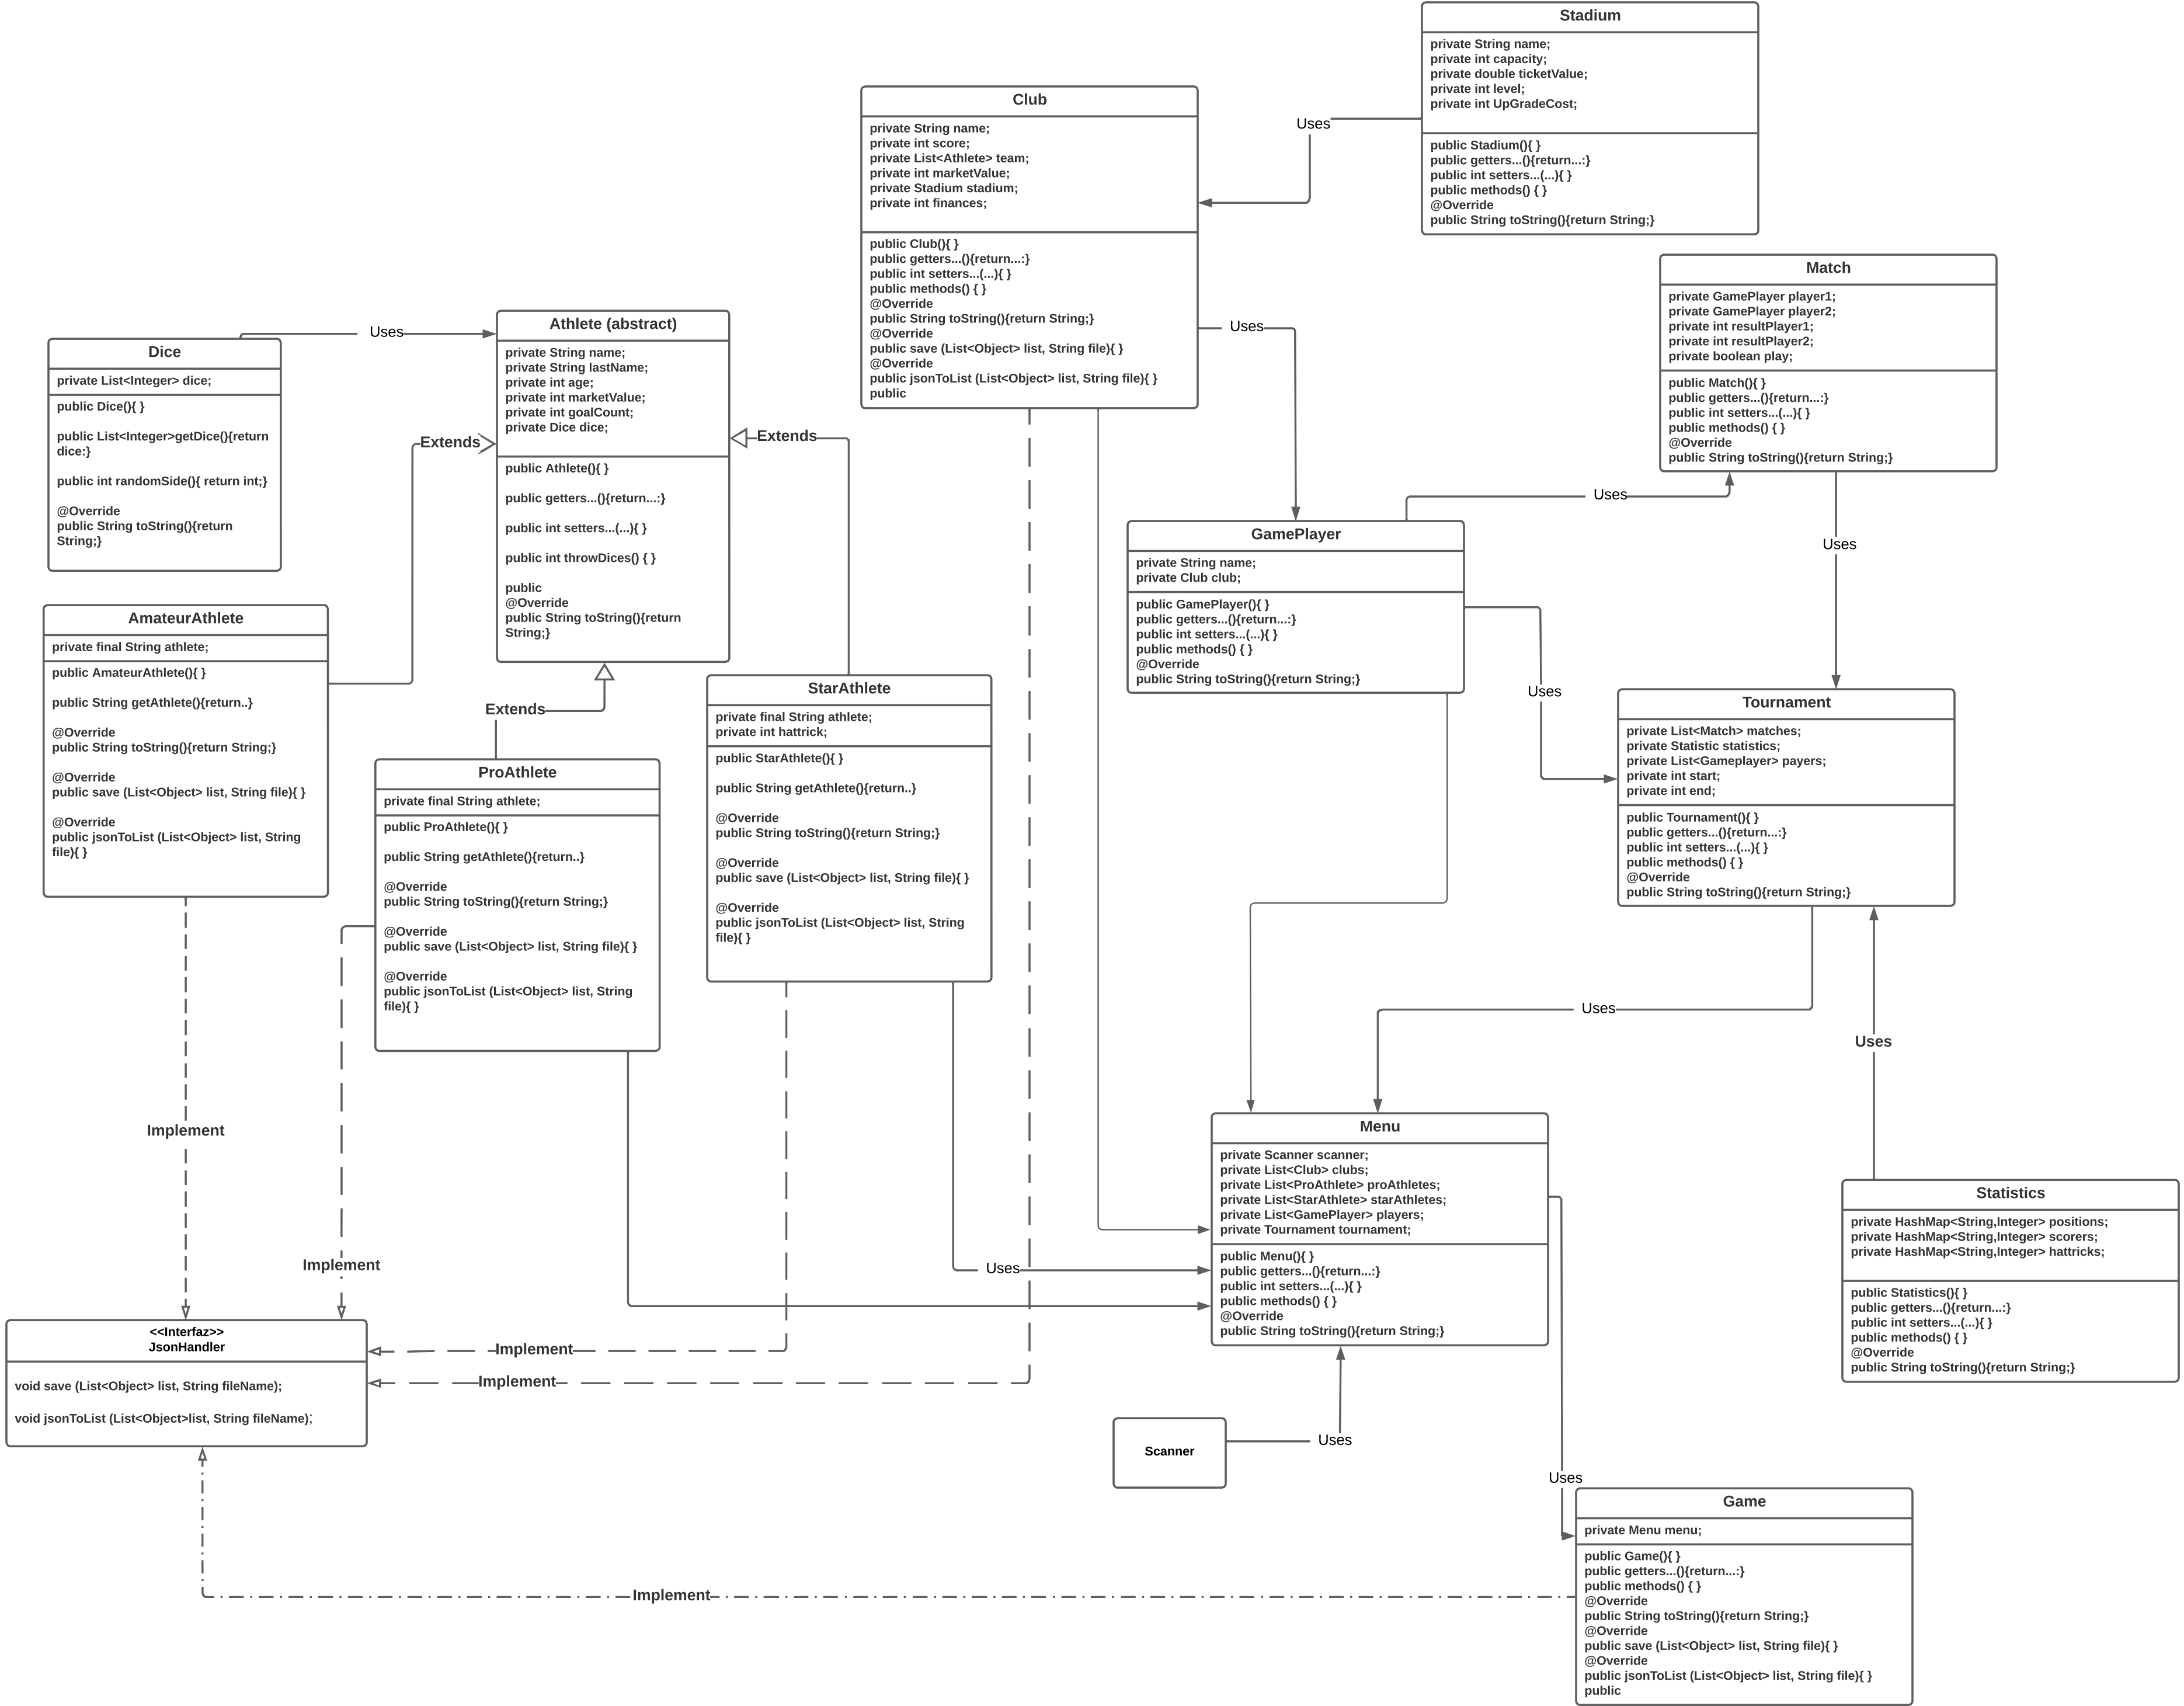 Stadium
private String name;
private int capacity;
private double ticketValue;
private int level;
private int UpGradeCost;
public Stadium(){ }
public getters...(){return...:}
public int setters...(...){ }
public methods() { }
@Override
public String toString(){return String;}
Uses
Club
private String name;
private int score;
private List<Athlete> team;
private int marketValue;
private Stadium stadium;
private int finances;
public Club(){ }
public getters...(){return...:}
public int setters...(...){ }
public methods() { }
@Override
public String toString(){return String;}
@Override
public save (List<Object> list, String file){ }
@Override
public jsonToList (List<Object> list, String file){ }
public
Uses
Match
private GamePlayer player1;
private GamePlayer player2;
private int resultPlayer1;
private int resultPlayer2;
private boolean play;
public Match(){ }
public getters...(){return...:}
public int setters...(...){ }
public methods() { }
@Override
public String toString(){return String;}
Uses
Uses
Dice
private List<Integer> dice;
public Dice(){ }
public List<Integer>getDice(){return
dice:}
public int randomSide(){ return int;}
@Override
public String toString(){return
String;}
Uses
Athlete (abstract)
private String name;
private String lastName;
private int age;
private int marketValue;
private int goalCount;
private Dice dice;
public Athlete(){ }
public getters...(){return...:}
public int setters...(...){ }
public int throwDices() { }
public
@Override
public String toString(){return
String;}
Extends
Extends
Extends
GamePlayer
private String name;
private Club club;
public GamePlayer(){ }
public getters...(){return...:}
public int setters...(...){ }
public methods() { }
@Override
public String toString(){return String;}
Uses
AmateurAthlete
private final String athlete;
public AmateurAthlete(){ }
public String getAthlete(){return..}
@Override
public String toString(){return String;}
@Override
public save (List<Object> list, String file){ }
@Override
public jsonToList (List<Object> list, String
file){ }
ProAthlete
private final String athlete;
public ProAthlete(){ }
public String getAthlete(){return..}
@Override
public String toString(){return String;}
@Override
public save (List<Object> list, String file){ }
@Override
public jsonToList (List<Object> list, String
file){ }
StarAthlete
private final String athlete;
private int hattrick;
public StarAthlete(){ }
public String getAthlete(){return..}
@Override
public String toString(){return String;}
@Override
public save (List<Object> list, String file){ }
@Override
public jsonToList (List<Object> list, String
file){ }
Tournament
private List<Match> matches;
private Statistic statistics;
private List<Gameplayer> payers;
private int start;
private int end;
public Tournament(){ }
public getters...(){return...:}
public int setters...(...){ }
public methods() { }
@Override
public String toString(){return String;}
Uses
Uses
Implement
Implement
Menu
private Scanner scanner;
private List<Club> clubs;
private List<ProAthlete> proAthletes;
private List<StarAthlete> starAthletes;
private List<GamePlayer> players;
private Tournament tournament;
public Menu(){ }
public getters...(){return...:}
public int setters...(...){ }
public methods() { }
@Override
public String toString(){return String;}
Uses
Statistics
private HashMap<String,Integer> positions;
private HashMap<String,Integer> scorers;
private HashMap<String,Integer> hattricks;
public Statistics(){ }
public getters...(){return...:}
public int setters...(...){ }
public methods() { }
@Override
public String toString(){return String;}
<<Interfaz>>
JsonHandler
void save (List<Object> list, String fileName);
void jsonToList (List<Object>list, String fileName);
Implement
Implement
Scanner
Uses
Uses
Game
private Menu menu;
public Game(){ }
public getters...(){return...:}
public methods() { }
@Override
public String toString(){return String;}
@Override
public save (List<Object> list, String file){ }
@Override
public jsonToList (List<Object> list, String file){ }
public
Implement